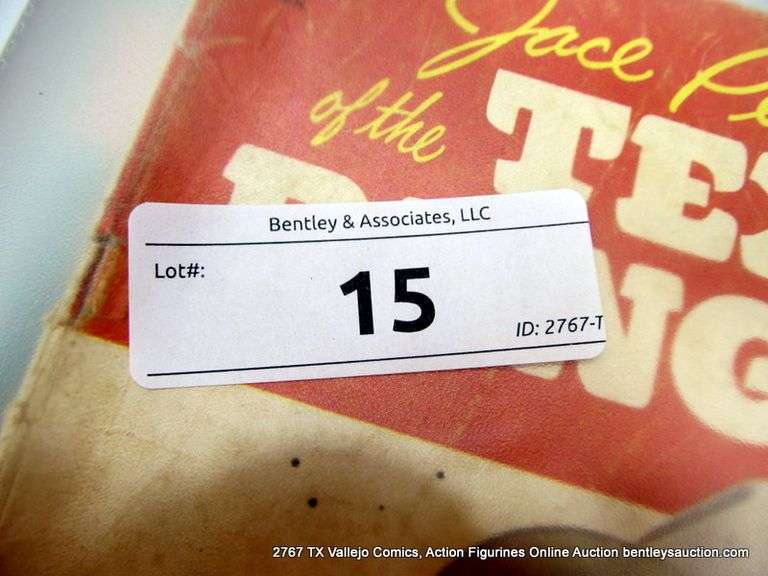 Jace Pe
of the
TEX
NG
Bentley & Associates, LLC
Lot#:
15
ID: 2767-T
2767 TX Vallejo Comics, Action Figurines Online Auction bentleysauction.com